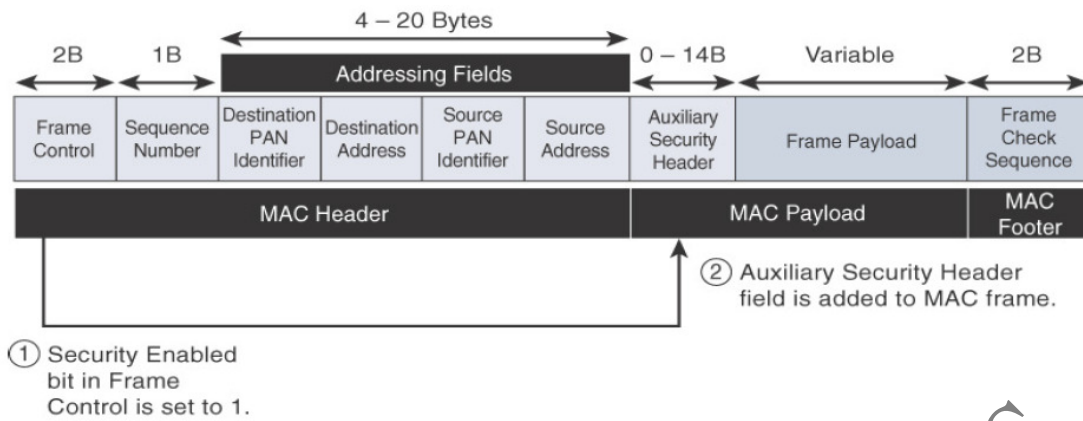 4 – 20 Bytes
2B
1B
Addressing Fields
0 – 14B
Variable
2B
Frame
Control
Sequence
Number
Destination
PAN
Identifier
Destination
Address
Source
PAN
Identifier
Source
Address
Auxiliary
Security
Header
Frame Payload
Frame
Check
Sequence
MAC Header
MAC Payload
MAC
Footer
2 Auxiliary Security Header
field is added to MAC frame.
1 Security Enabled
bit in Frame
Control is set to 1.